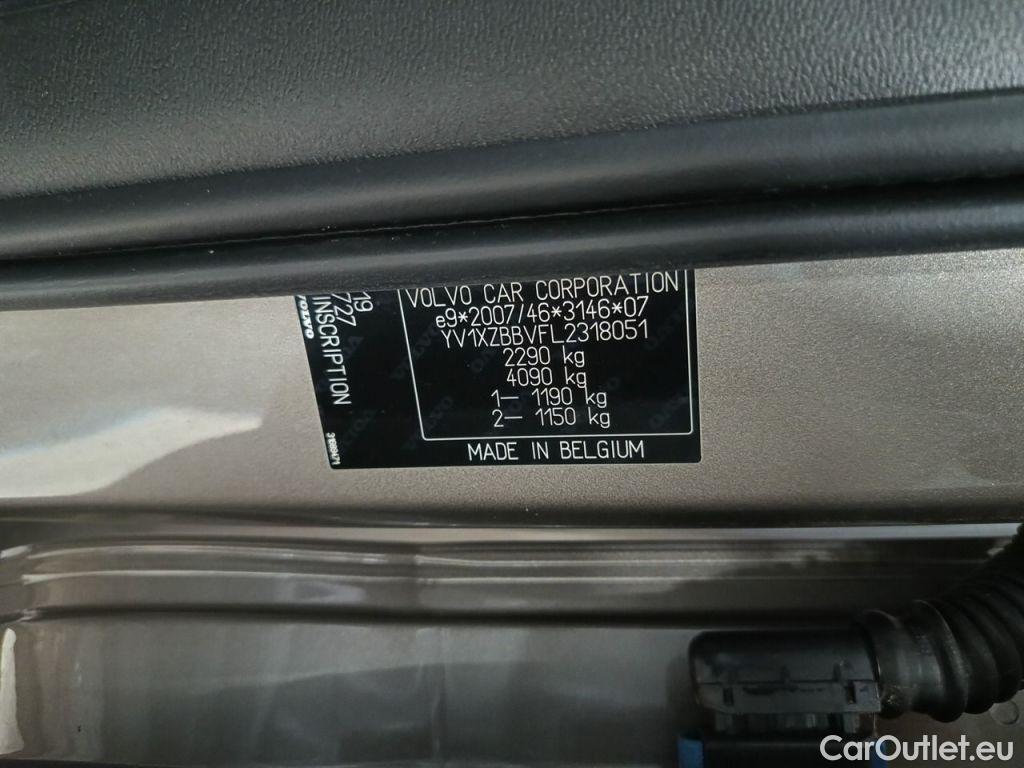 VOLVO CAR CORPORATION
e9*2007/46*3146*07
YV1XZBBVFL2318051
2290 kg
4090 kg
1– 1190 kg
2– 1150 kg
MADE IN BELGIUM
19
727
INSCRIPTION
VOLVO
CarOutlet.eu